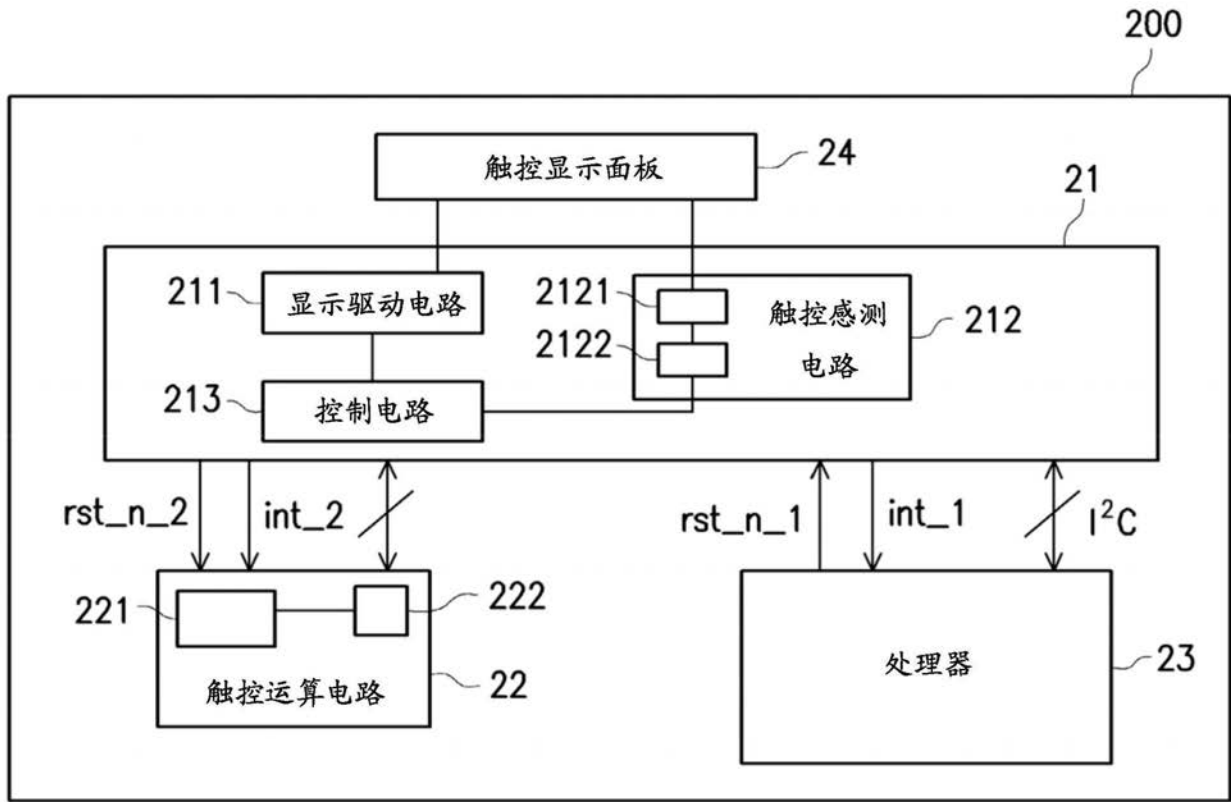 200
触控显示面板
24
21
211
显示驱动电路
2121
2122
触控感测
电路
212
213
控制电路
rst_n_2
int_2
rst_n_1
int_1
I²C
221
222
触控运算电路
22
处理器
23